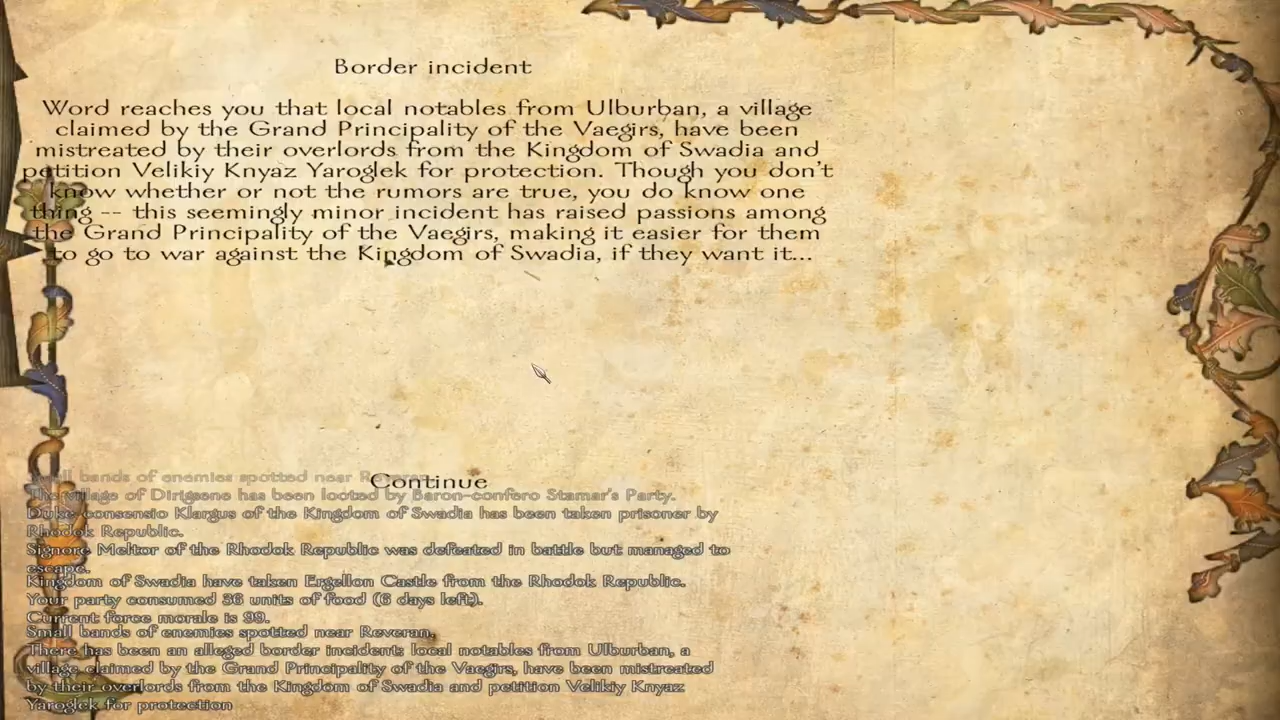 Border incident
Word reaches you that local notables from Ulburban, a village
claimed by the Grand Principality of the Vaegirs, have been
mistreated by their overlords from the Kingdom of Swadia and
petition Velikiy Knyaz Yaroglek for protection. Though you don't
know whether or not the rumors are true, you do know one
thing -- this seemingly minor incident has raised passions among
the Grand Principality of the Vaegirs, making it easier for them
to go to war against the Kingdom of Swadia, if they want it...
Small bands of enemies spotted near Reveran.
Continue
The village of Dirigsene has been looted by Baron-confero Stamar's Party.
Duke consensio Klargus of the Kingdom of Swadia has been taken prisoner by
Rhodok Republic.
Signore Meltor of the Rhodok Republic was defeated in battle but managed to
escape.
Kingdom of Swadia have taken Ergellon Castle from the Rhodok Republic.
Your party consumed 36 units of food (6 days left).
Current force morale is 99.
Small bands of enemies spotted near Reveran.
There has been an alleged border incident: local notables from Ulburban, a
village claimed by the Grand Principality of the Vaegirs, have been mistreated
by their overlords from the Kingdom of Swadia and petition Velikiy Knyaz
Yaroglek for protection